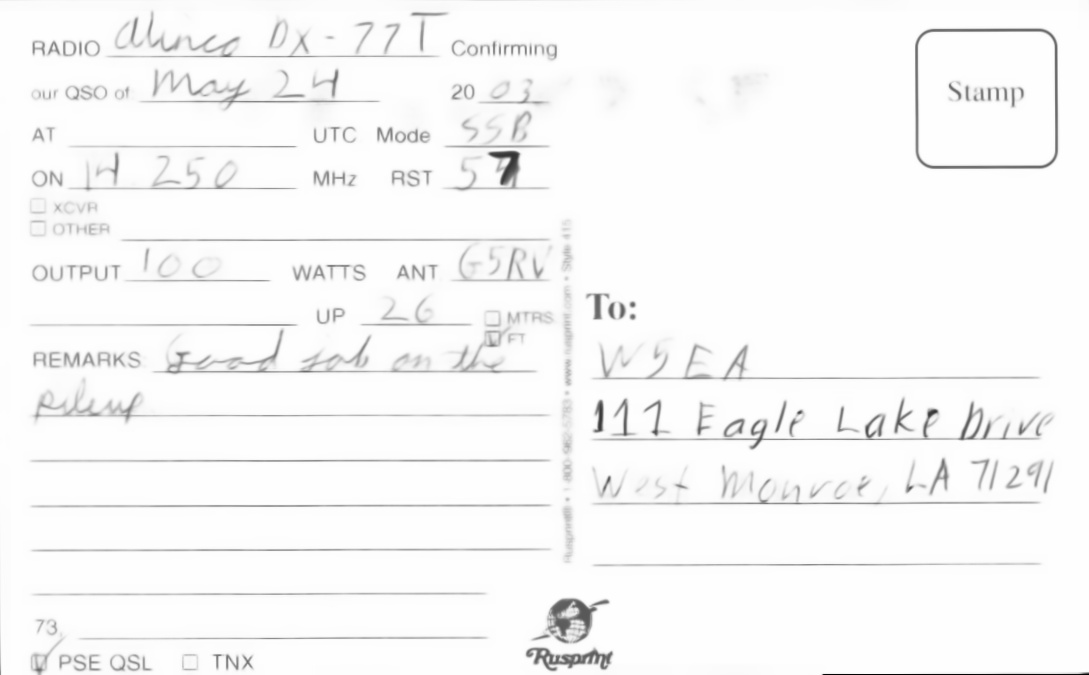 RADIO Alinco DX-77T Confirming
our QSO of May 24 2003
AT UTC Mode SSB
ON 14 250 MHz RST 57
XCVR
OTHER
OUTPUT 100 WATTS ANT G5RV
UP 26 MTRS
FT
REMARKS Good job on the
pileup
73,
PSE QSL TNX
Rusprint® • 1-800-962-5783 • www.rusprint.com • Style 415
Rusprint
Stamp
To:
W5EA
111 Eagle Lake Drive
West Monroe, LA 71291